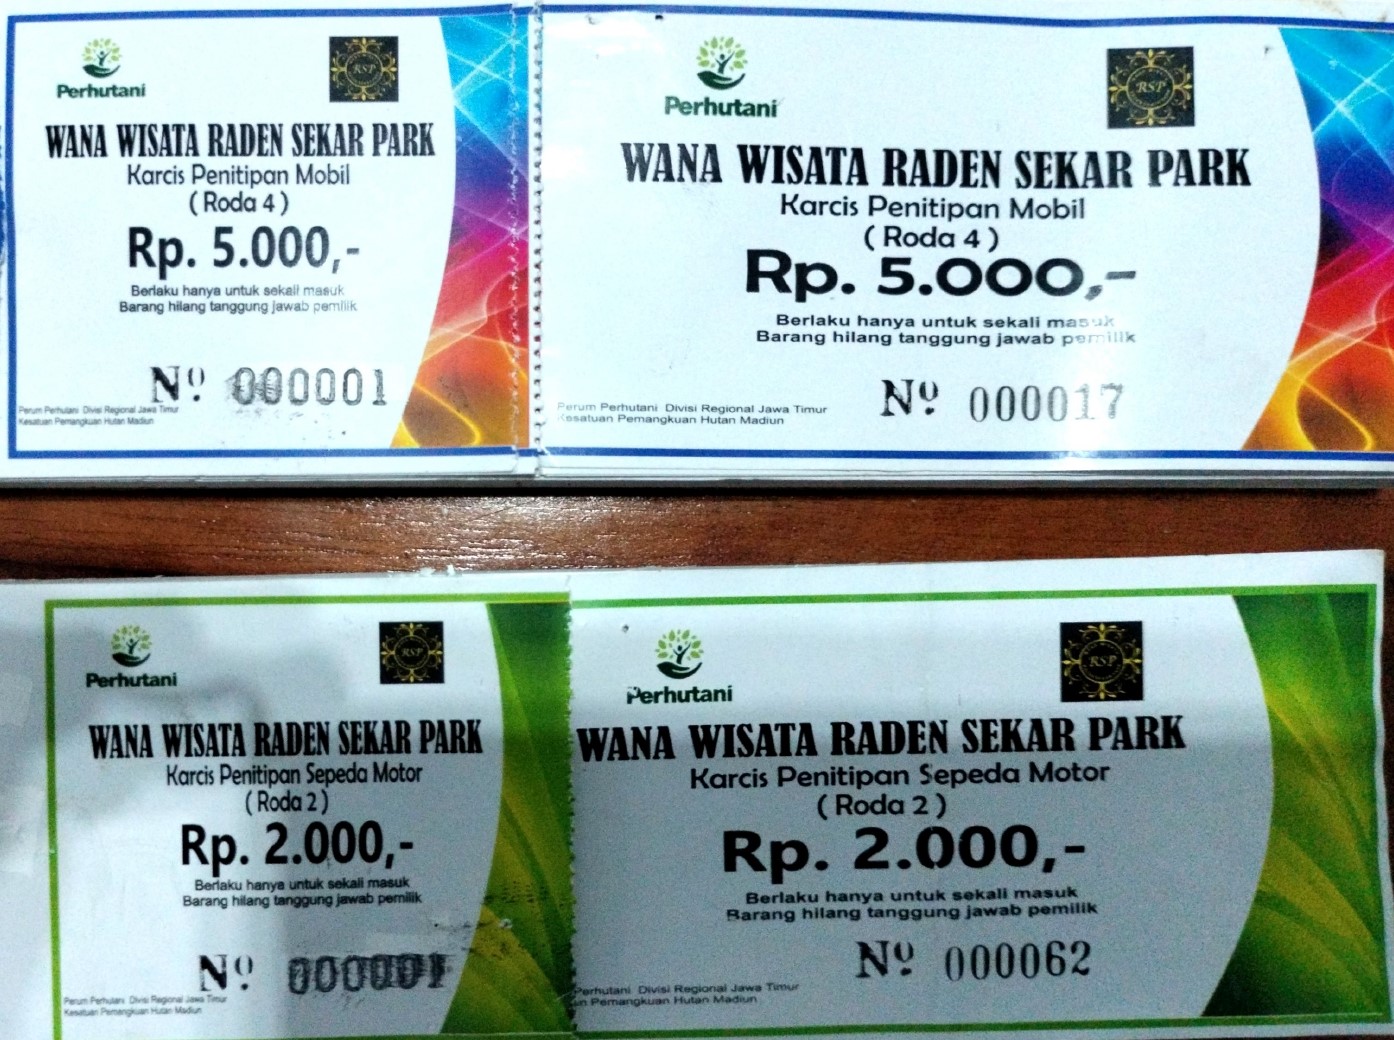 Perhutani
RSP
WANA WISATA RADEN SEKAR PARK
Karcis Penitipan Mobil
( Roda 4 )
Rp. 5.000,-
Berlaku hanya untuk sekali masuk
Barang hilang tanggung jawab pemilik
Nº 000001
Perum Perhutani Divisi Regional Jawa Timur
Kesatuan Pemangkuan Hutan Madiun
Perhutani
RSP
WANA WISATA RADEN SEKAR PARK
Karcis Penitipan Mobil
( Roda 4 )
Rp. 5.000,-
Berlaku hanya untuk sekali masuk
Barang hilang tanggung jawab pemilik
Nº 000017
Perum Perhutani Divisi Regional Jawa Timur
Kesatuan Pemangkuan Hutan Madiun
Perhutani
RSP
WANA WISATA RADEN SEKAR PARK
Karcis Penitipan Sepeda Motor
( Roda 2 )
Rp. 2.000,-
Berlaku hanya untuk sekali masuk
Barang hilang tanggung jawab pemilik
Nº 000001
Perum Perhutani Divisi Regional Jawa Timur
Kesatuan Pemangkuan Hutan Madiun
Perhutani
RSP
WANA WISATA RADEN SEKAR PARK
Karcis Penitipan Sepeda Motor
( Roda 2 )
Rp. 2.000,-
Berlaku hanya untuk sekali masuk
Barang hilang tanggung jawab pemilik
Nº 000062
Perhutani Divisi Regional Jawa Timur
an Pemangkuan Hutan Madiun